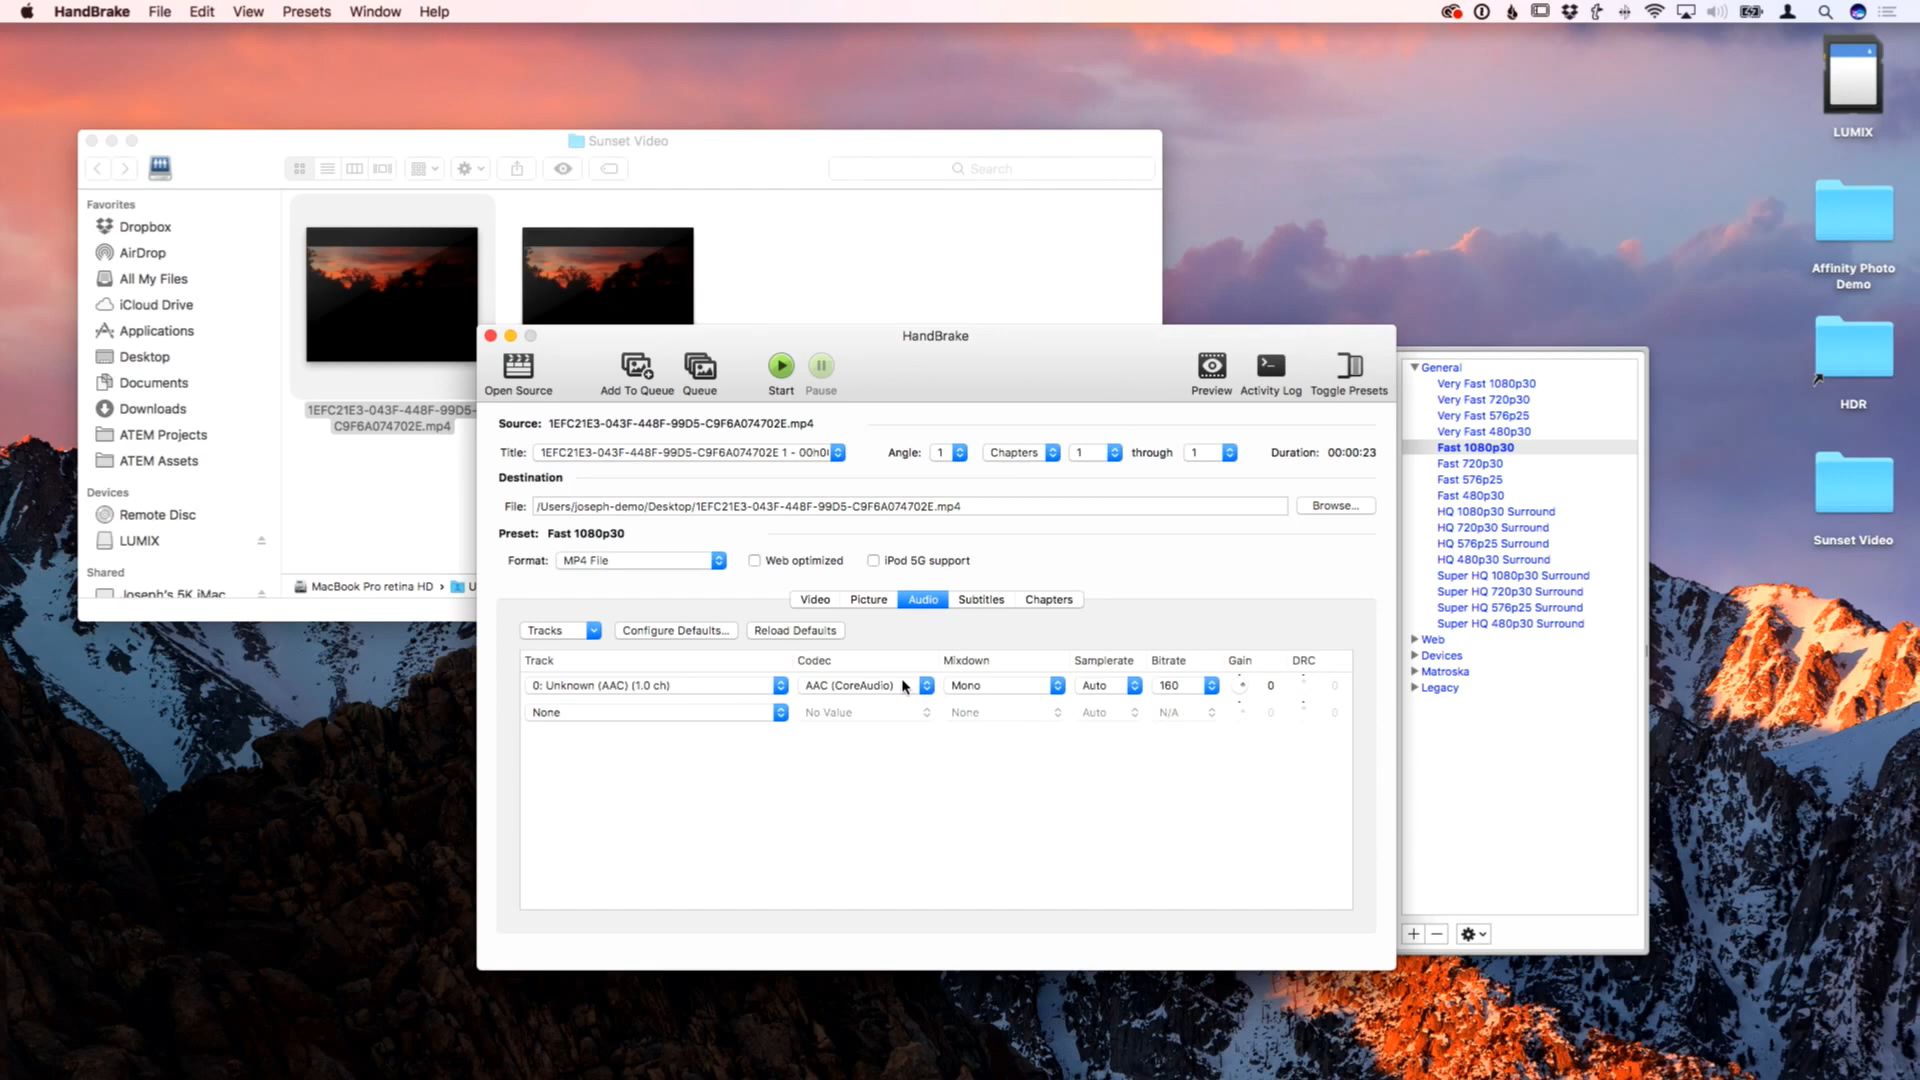 HandBrake File Edit View Presets Window Help
LUMIX
Affinity Photo
Demo
HDR
Sunset Video
Sunset Video
Search
Favorites
Dropbox
AirDrop
All My Files
iCloud Drive
Applications
Desktop
Documents
Downloads
ATEM Projects
ATEM Assets
Devices
Remote Disc
LUMIX
Shared
Joseph's 5K iMac
1EFC21E3-043F-448F-99D5-
C9F6A074702E.mp4
MacBook Pro retina HD › U
HandBrake
Open Source Add To Queue Queue Start Pause Preview Activity Log Toggle Presets
Source: 1EFC21E3-043F-448F-99D5-C9F6A074702E.mp4
Title: 1EFC21E3-043F-448F-99D5-C9F6A074702E 1 - 00h0 Angle: 1 Chapters 1 through 1 Duration: 00:00:23
Destination
File: /Users/joseph-demo/Desktop/1EFC21E3-043F-448F-99D5-C9F6A074702E.mp4 Browse...
Preset: Fast 1080p30
Format: MP4 File Web optimized iPod 5G support
Video Picture Audio Subtitles Chapters
Tracks Configure Defaults... Reload Defaults
Track Codec Mixdown Samplerate Bitrate Gain DRC
0: Unknown (AAC) (1.0 ch) AAC (CoreAudio) Mono Auto 160 0 0
None No Value None Auto N/A 0 0
General
Very Fast 1080p30
Very Fast 720p30
Very Fast 576p25
Very Fast 480p30
Fast 1080p30
Fast 720p30
Fast 576p25
Fast 480p30
HQ 1080p30 Surround
HQ 720p30 Surround
HQ 576p25 Surround
HQ 480p30 Surround
Super HQ 1080p30 Surround
Super HQ 720p30 Surround
Super HQ 576p25 Surround
Super HQ 480p30 Surround
Web
Devices
Matroska
Legacy